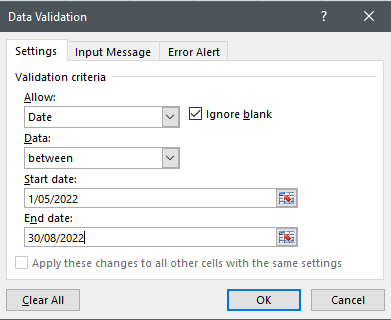 Data Validation ? ×
Settings Input Message Error Alert
Validation criteria
Allow:
Date Ignore blank
Data:
between
Start date:
1/05/2022
End date:
30/08/2022
Apply these changes to all other cells with the same settings
Clear All OK Cancel